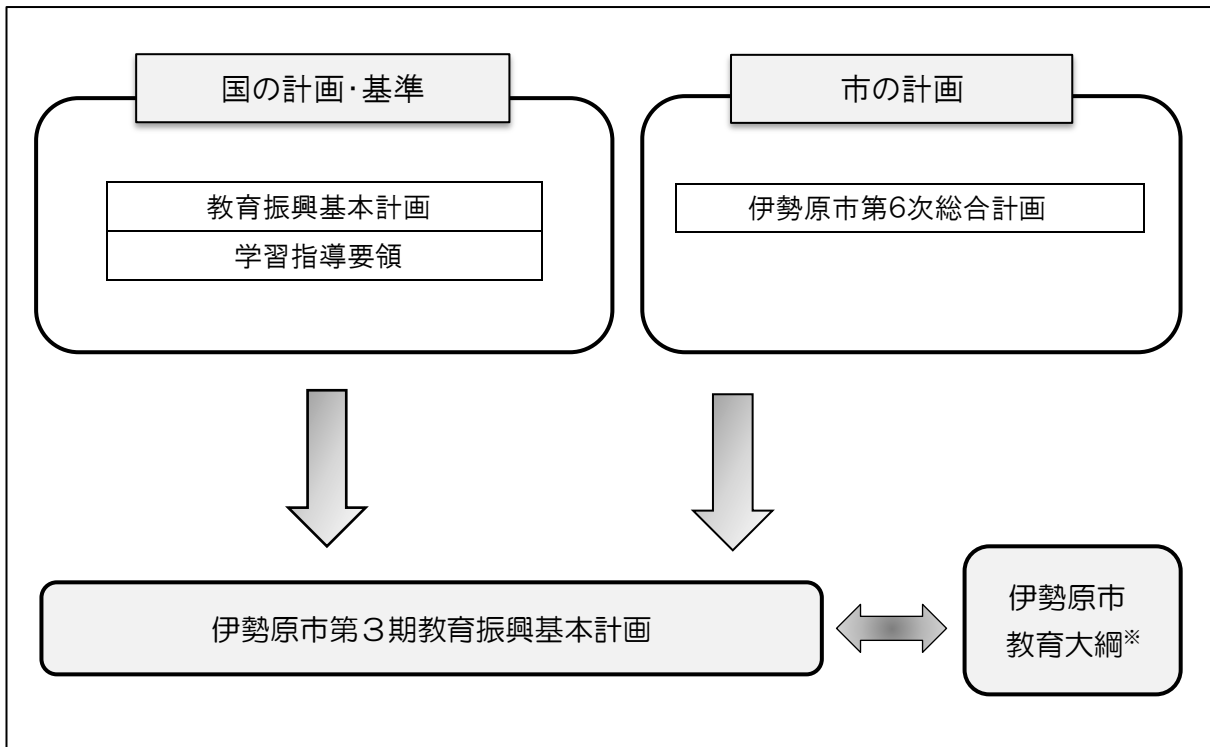 国の計画・基準
教育振興基本計画
学習指導要領
市の計画
伊勢原市第6次総合計画
伊勢原市第３期教育振興基本計画
伊勢原市
教育大綱※